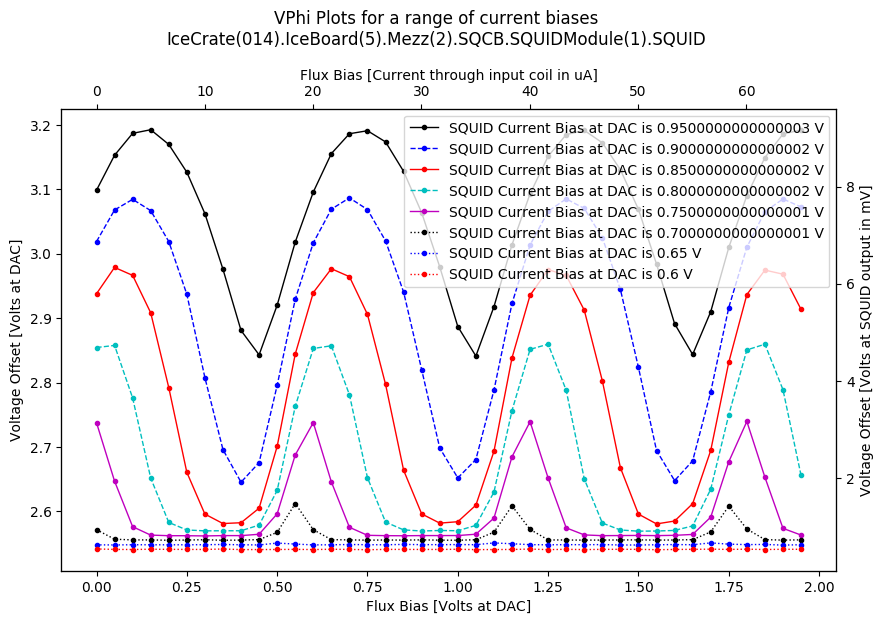 VPhi Plots for a range of current biases
IceCrate(014).IceBoard(5).Mezz(2).SQCB.SQUIDModule(1).SQUID
Flux Bias [Current through input coil in uA]
0 10 20 30 40 50 60
SQUID Current Bias at DAC is 0.9500000000000003 V
SQUID Current Bias at DAC is 0.9000000000000002 V
SQUID Current Bias at DAC is 0.8500000000000002 V
SQUID Current Bias at DAC is 0.8000000000000002 V
SQUID Current Bias at DAC is 0.7500000000000001 V
SQUID Current Bias at DAC is 0.7000000000000001 V
SQUID Current Bias at DAC is 0.65 V
SQUID Current Bias at DAC is 0.6 V
Voltage Offset [Volts at DAC]
3.2
3.1
3.0
2.9
2.8
2.7
2.6
8
6
4
2
Voltage Offset [Volts at SQUID output in mV]
0.00 0.25 0.50 0.75 1.00 1.25 1.50 1.75 2.00
Flux Bias [Volts at DAC]